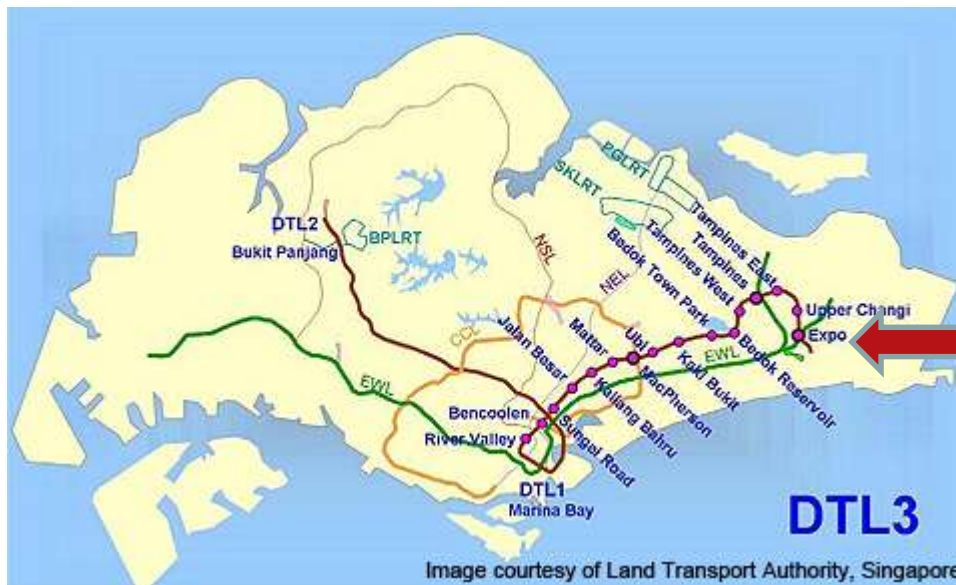 PGLRT
SKLRT
Tampines East
Tampines
Tampines West
Bedok Town Park
DTL2
Bukit Panjang
BPLRT
NSL
NEL
Upper Changi
Expo
CCL
Jalan Besar
Mattar
Ubi
EWL
EWL
Bedok Reservoir
Kaki Bukit
MacPherson
Kallang Bahru
Sungei Road
Bencoolen
River Valley
DTL1
Marina Bay
DTL3
Image courtesy of Land Transport Authority, Singapore